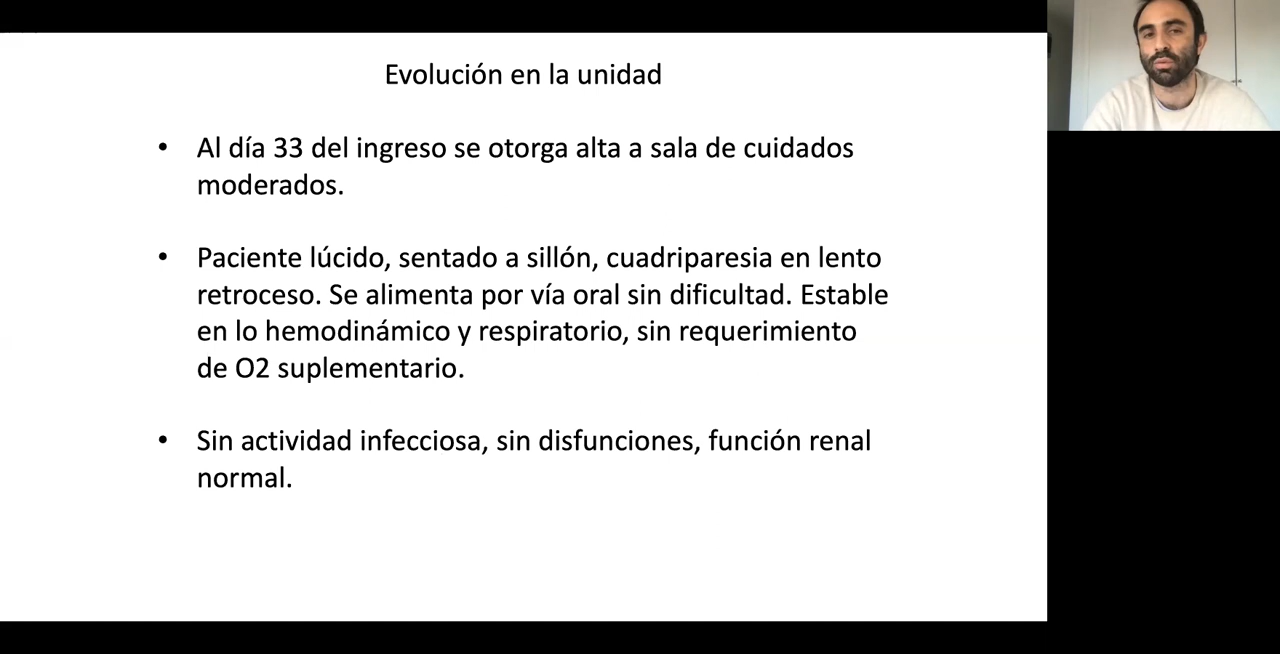 Evolución en la unidad
• Al día 33 del ingreso se otorga alta a sala de cuidados
moderados.
• Paciente lúcido, sentado a sillón, cuadriparesia en lento
retroceso. Se alimenta por vía oral sin dificultad. Estable
en lo hemodinámico y respiratorio, sin requerimiento
de O2 suplementario.
• Sin actividad infecciosa, sin disfunciones, función renal
normal.